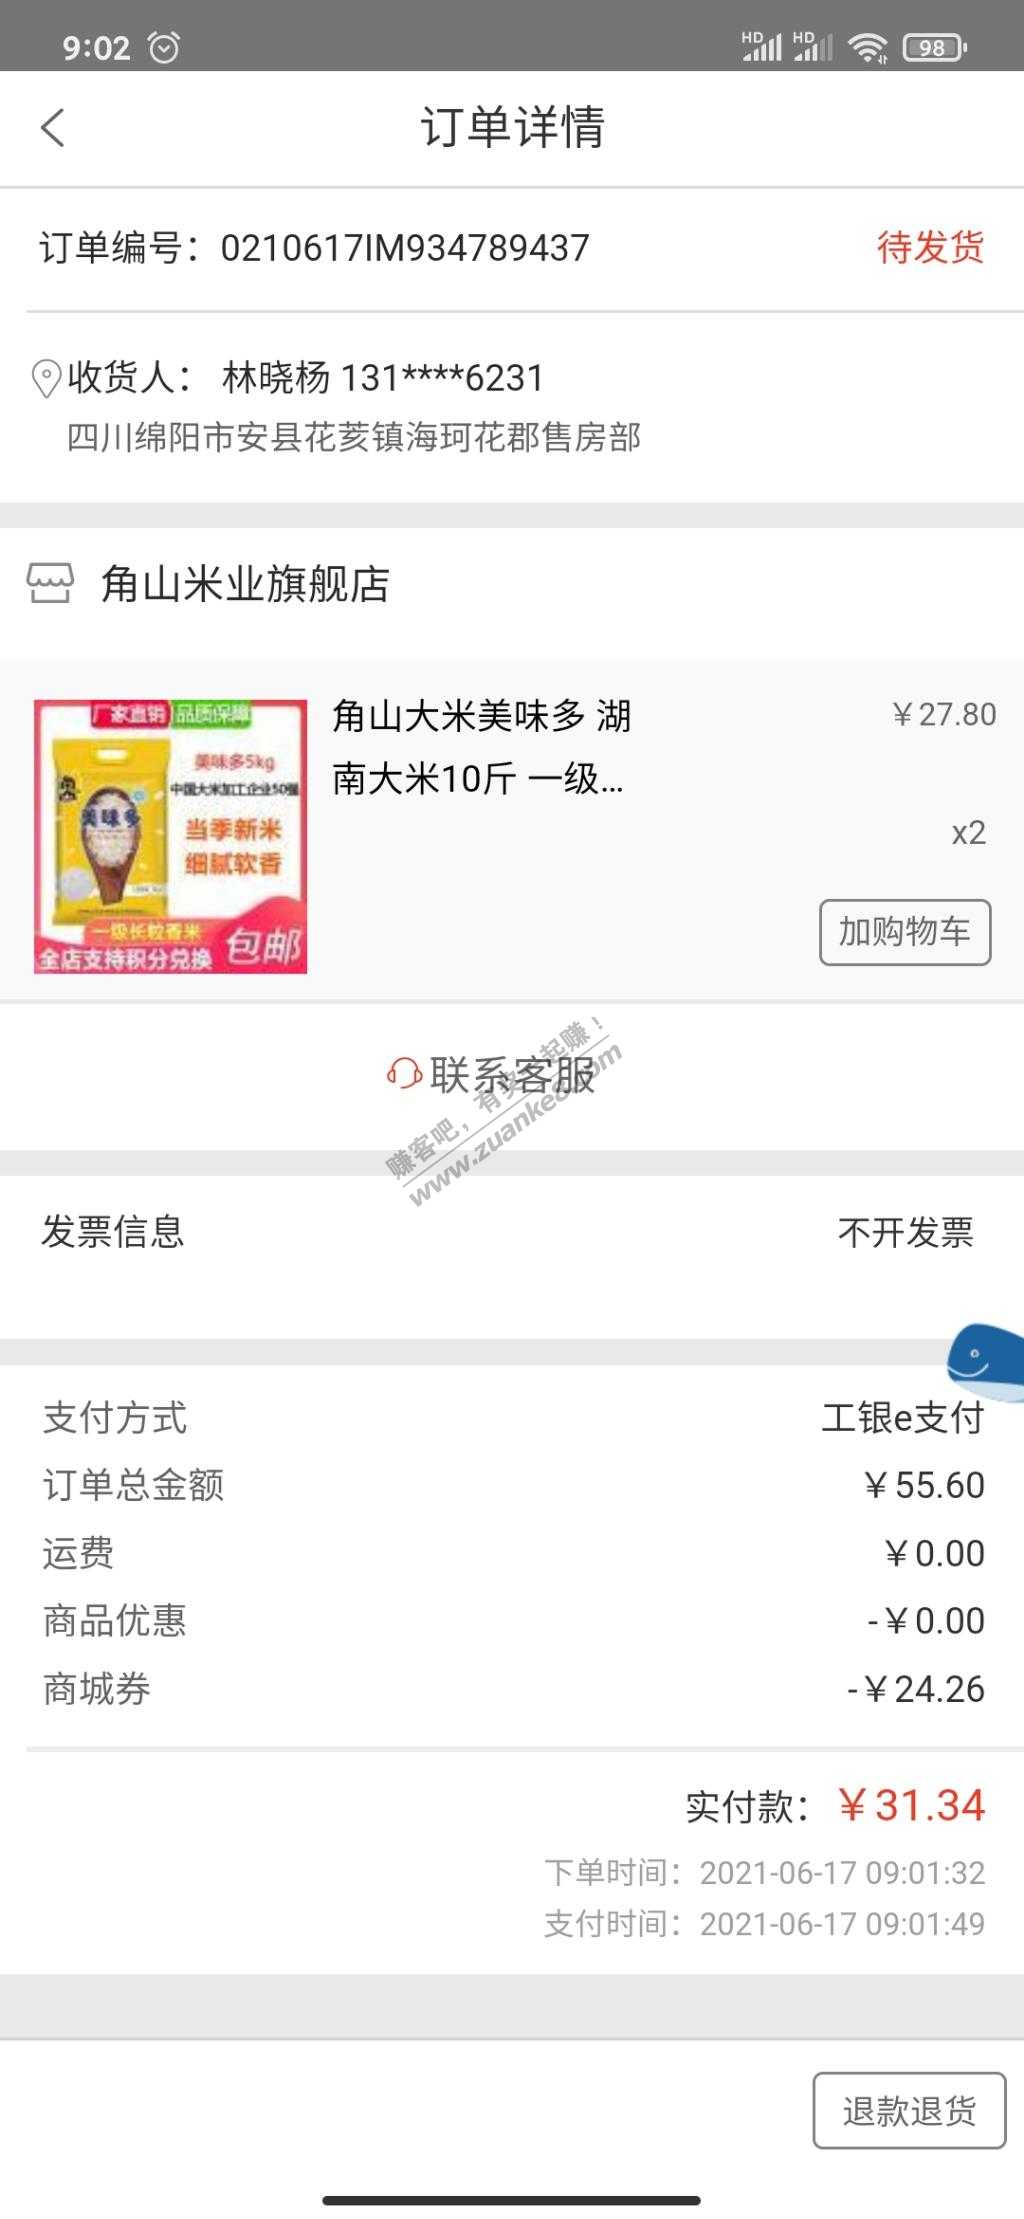 9:02
HD HD 98
订单详情
订单编号：0210617IM934789437 待发货
收货人： 林晓杨 131****6231
四川绵阳市安县花荄镇海珂花郡售房部
角山米业旗舰店
厂家直销 品质保障
美味多5kg
中国大米加工企业50强
当季新米
细腻软香
美味多
一级长粒香米
全店支持积分兑换 包邮
角山大米美味多 湖
南大米10斤 一级...
￥27.80
x2
加购物车
联系客服
赚客吧，有奖一起赚！
www.zuanke8.com
发票信息 不开发票
支付方式 工银e支付
订单总金额 ￥55.60
运费 ￥0.00
商品优惠 -￥0.00
商城券 -￥24.26
实付款： ￥31.34
下单时间：2021-06-17 09:01:32
支付时间：2021-06-17 09:01:49
退款退货